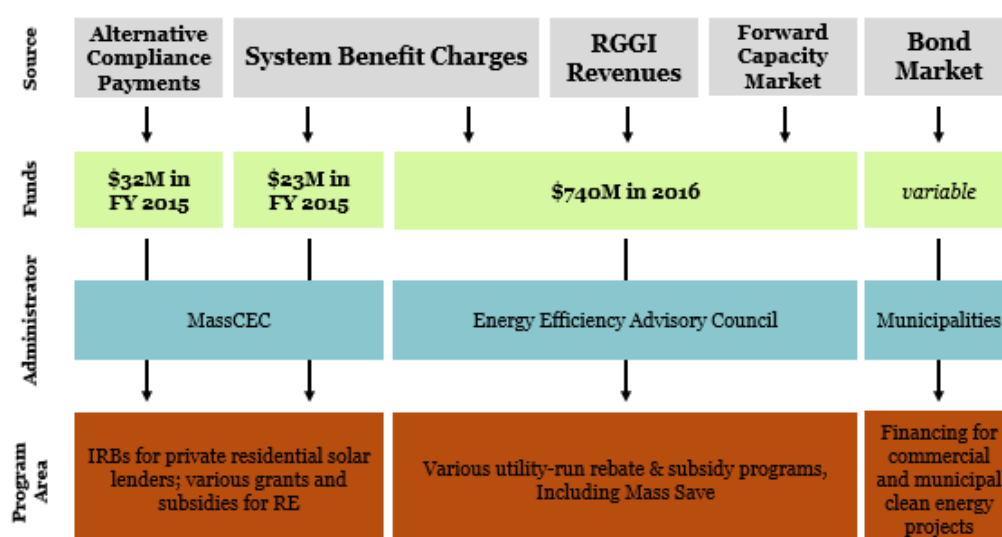 Source
Alternative
Compliance
Payments
System Benefit Charges
RGGI
Revenues
Forward
Capacity
Market
Bond
Market
Funds
$32M in
FY 2015
$23M in
FY 2015
$740M in 2016
variable
Administrator
MassCEC
Energy Efficiency Advisory Council
Municipalities
Program
Area
IRBs for private residential solar
lenders; various grants and
subsidies for RE
Various utility-run rebate & subsidy programs,
Including Mass Save
Financing for
commercial
and municipal
clean energy
projects